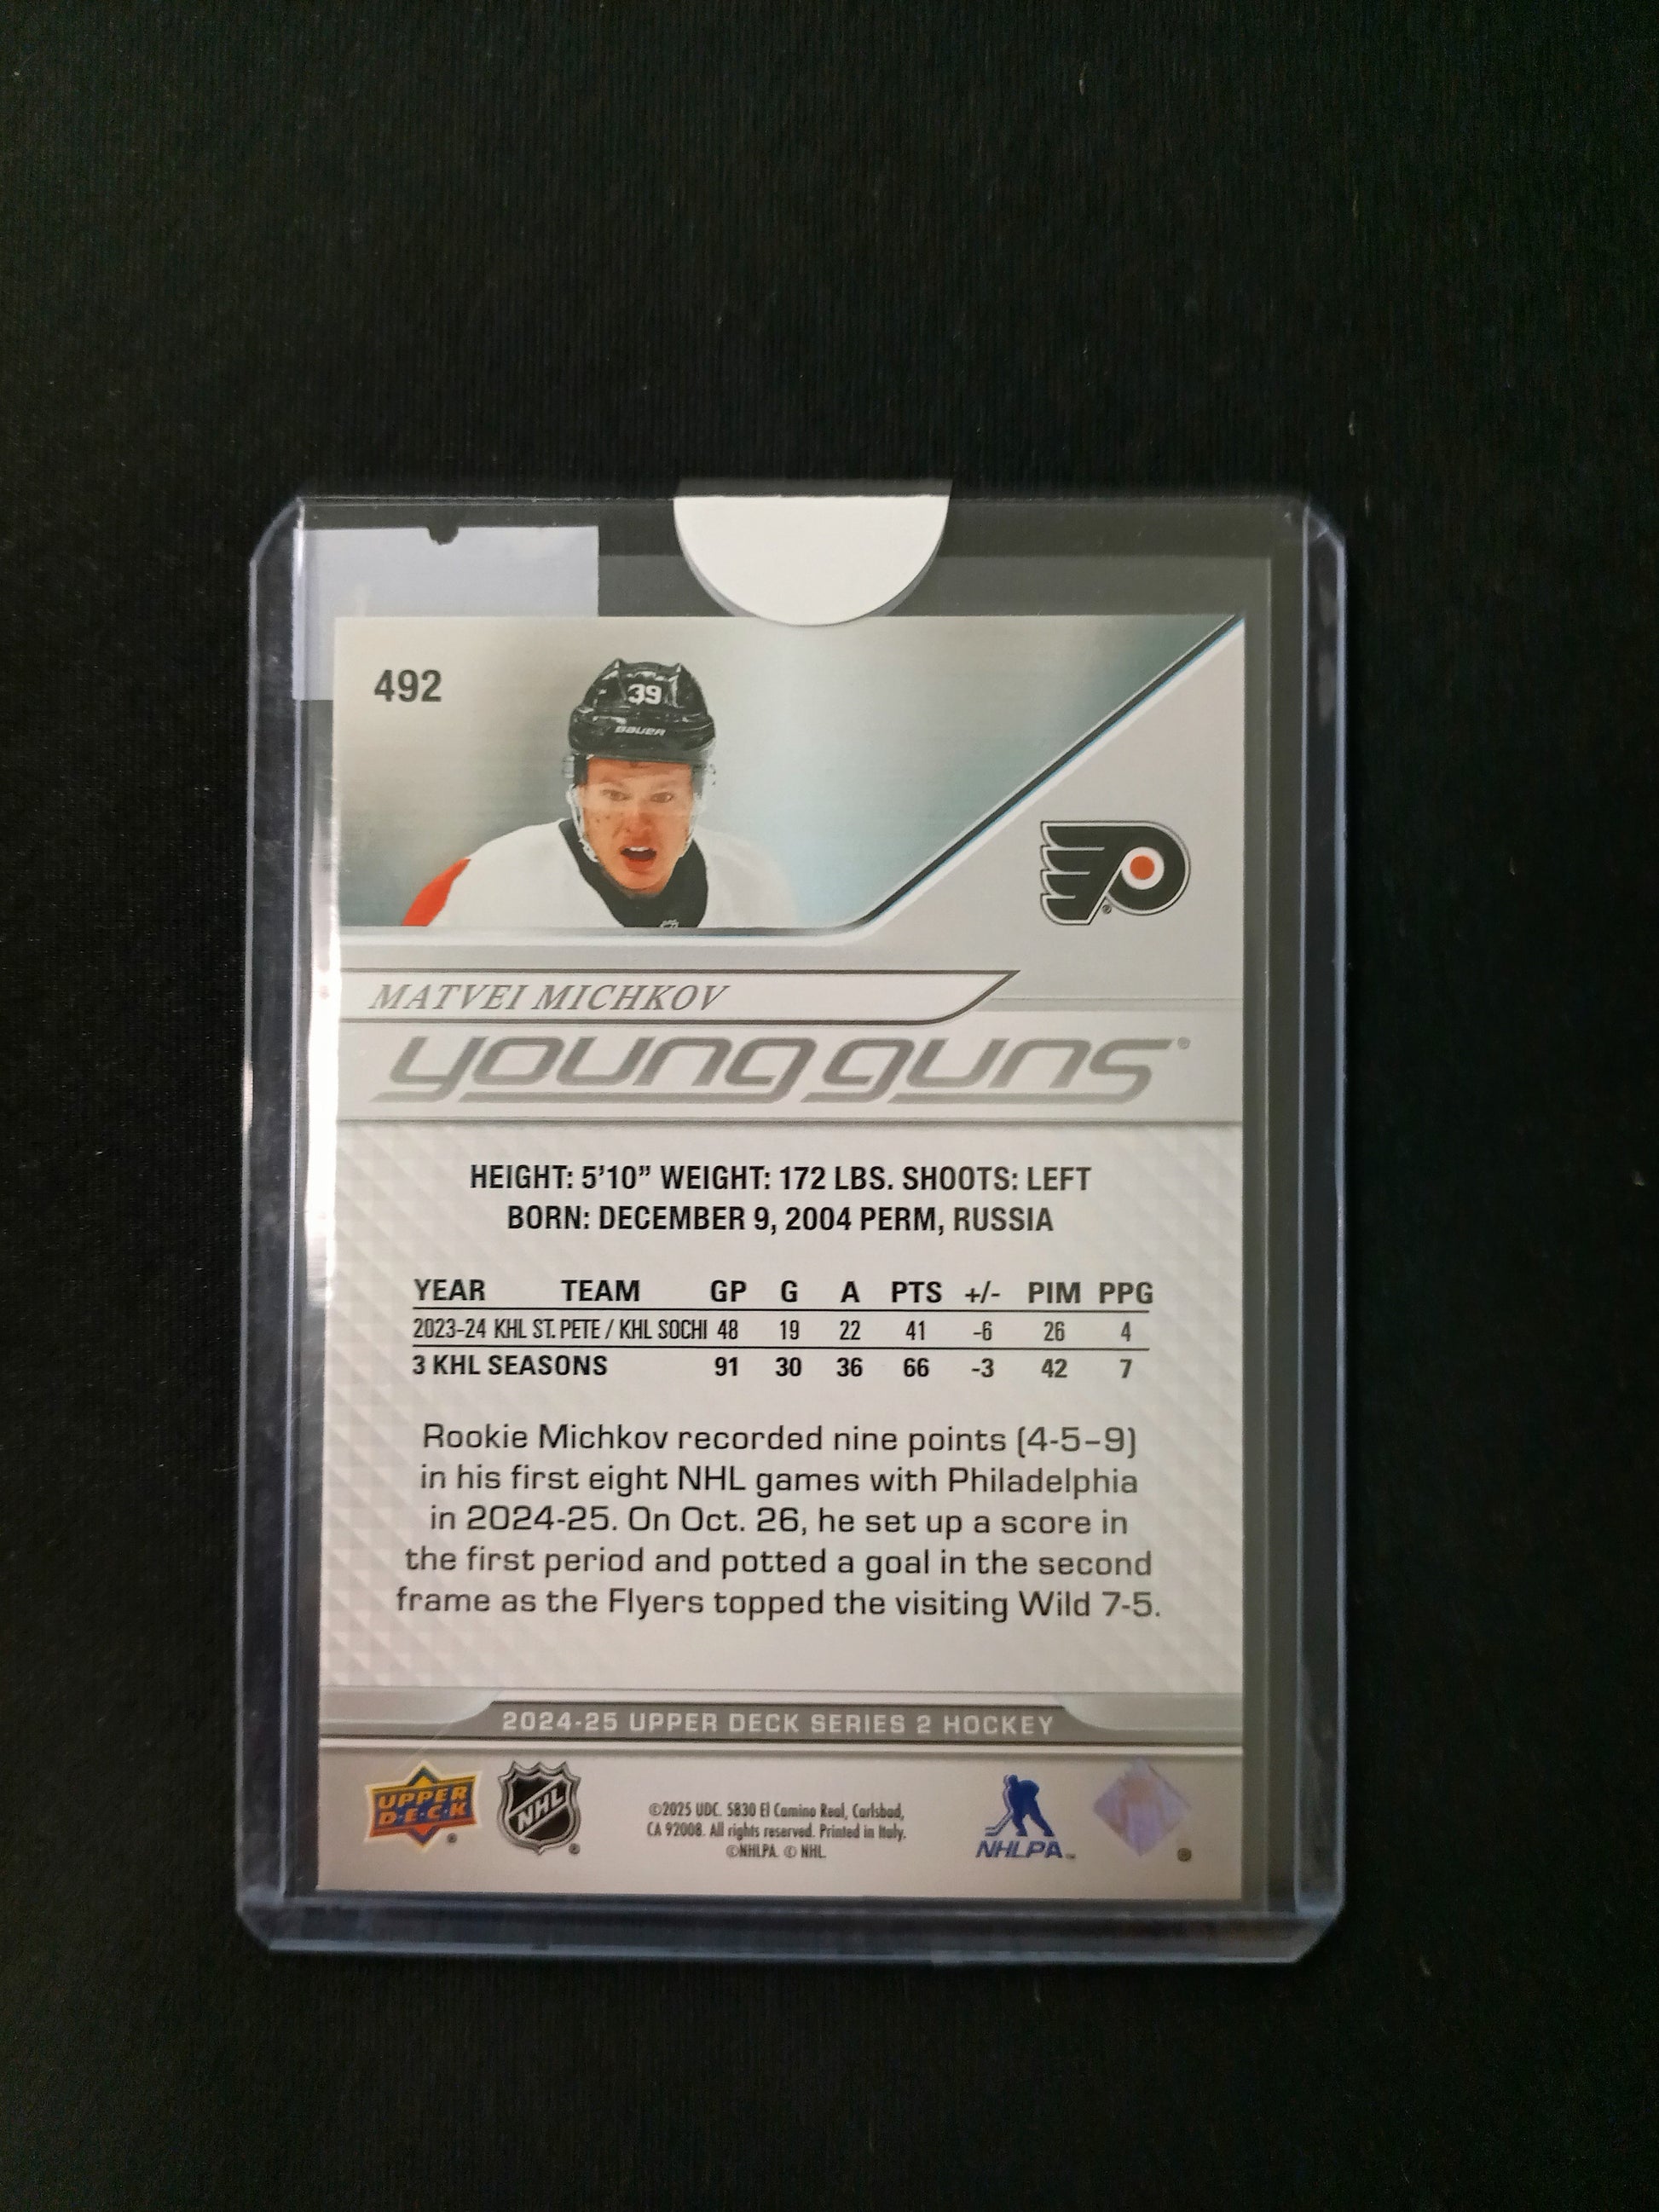 492
39
BAUER
MATVEI MICHKOV
young guns®
HEIGHT: 5'10” WEIGHT: 172 LBS. SHOOTS: LEFT
BORN: DECEMBER 9, 2004 PERM, RUSSIA
YEAR TEAM GP G A PTS +/- PIM PPG
2023-24 KHL ST. PETE / KHL SOCHI 48 19 22 41 -6 26 4
3 KHL SEASONS 91 30 36 66 -3 42 7
Rookie Michkov recorded nine points (4-5–9)
in his first eight NHL games with Philadelphia
in 2024-25. On Oct. 26, he set up a score in
the first period and potted a goal in the second
frame as the Flyers topped the visiting Wild 7-5.
2024-25 UPPER DECK SERIES 2 HOCKEY
UPPER
D·E·C·K ®
NHL ®
©2025 UDC. 5830 El Camino Real, Carlsbad,
CA 92008. All rights reserved. Printed in Italy.
©NHLPA. © NHL.
NHLPA™
®